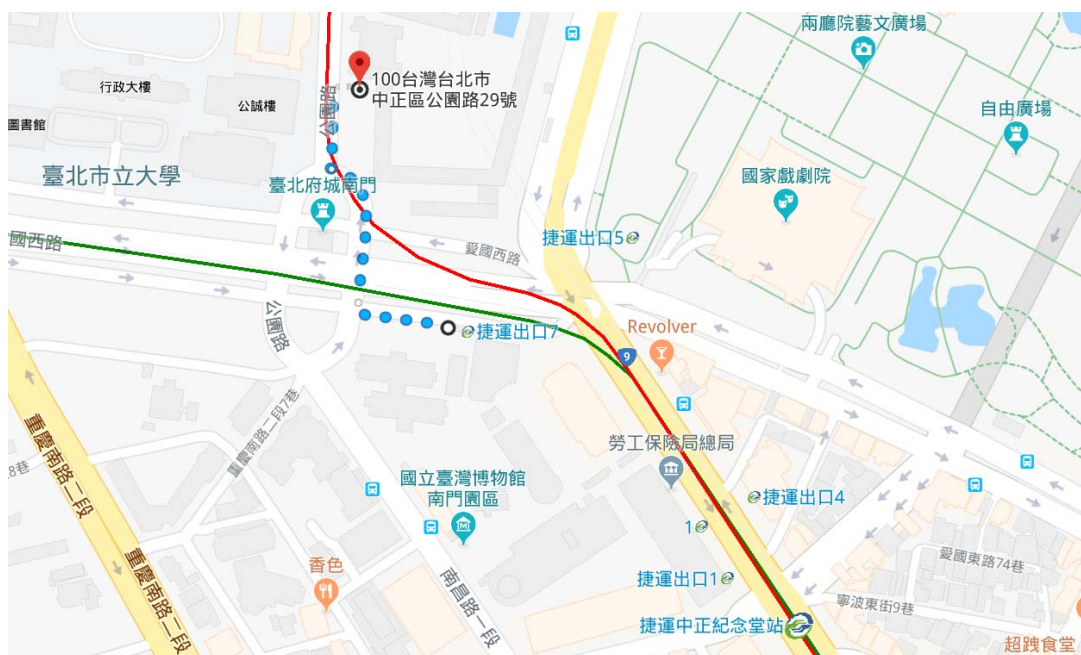 兩廳院藝文廣場
100台灣台北市
中正區公園路29號
行政大樓
公誠樓
圖書館
公園路
自由廣場
臺北市立大學
臺北府城南門
國家戲劇院
國西路
愛國西路
捷運出口5
公園路
捷運出口7
Revolver
9
重慶南路二段7巷
勞工保險局總局
重慶南路二段
8巷
國立臺灣博物館
南門園區
捷運出口4
1
重慶南路二段
香色
南昌路一段
捷運出口1
愛國東路74巷
寧波東街9巷
捷運中正紀念堂站
超跩食堂